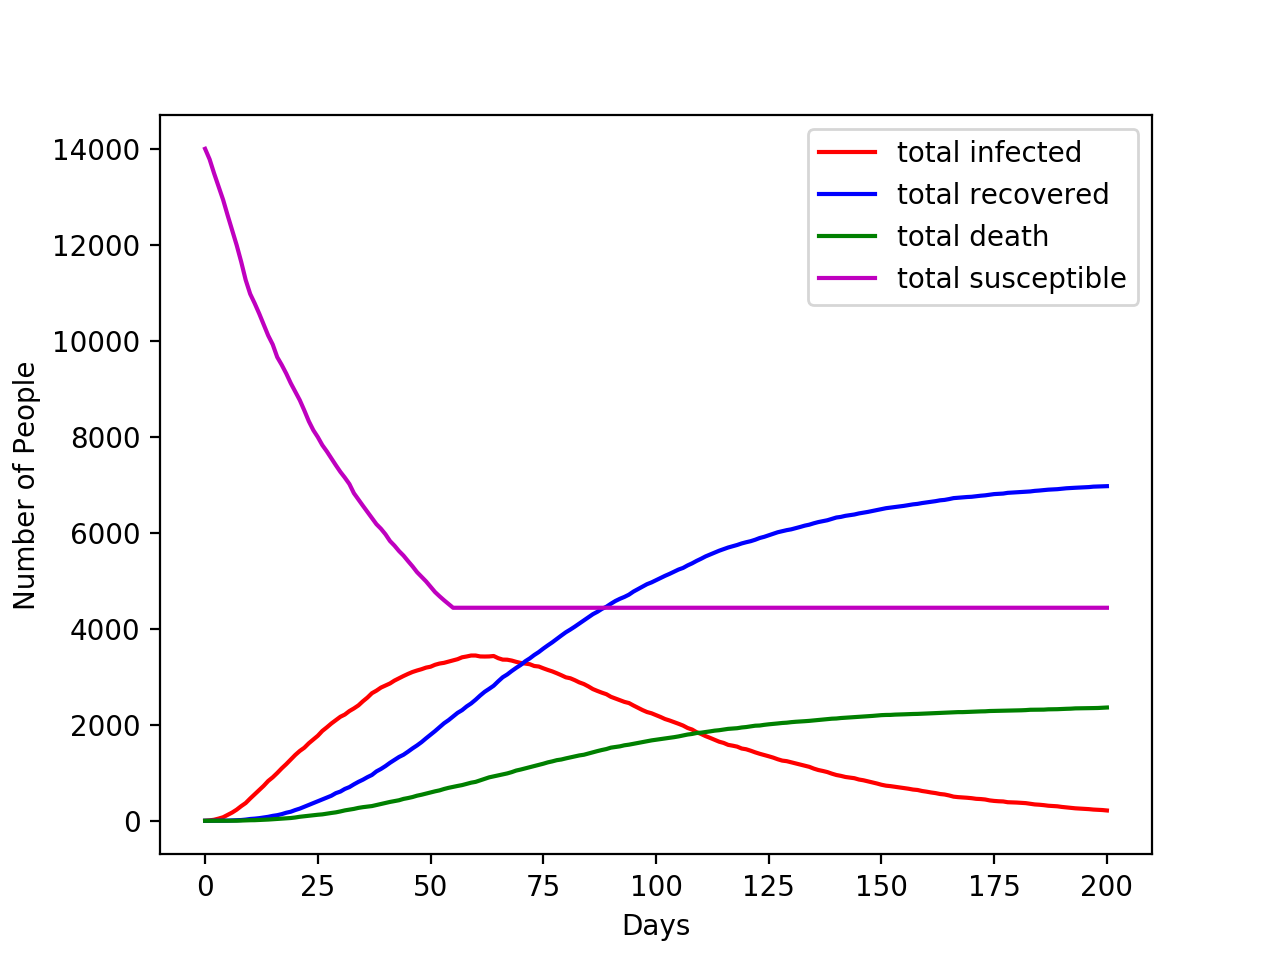 14000
12000
10000
8000
6000
4000
2000
0
Number of People
total infected
total recovered
total death
total susceptible
0 25 50 75 100 125 150 175 200
Days